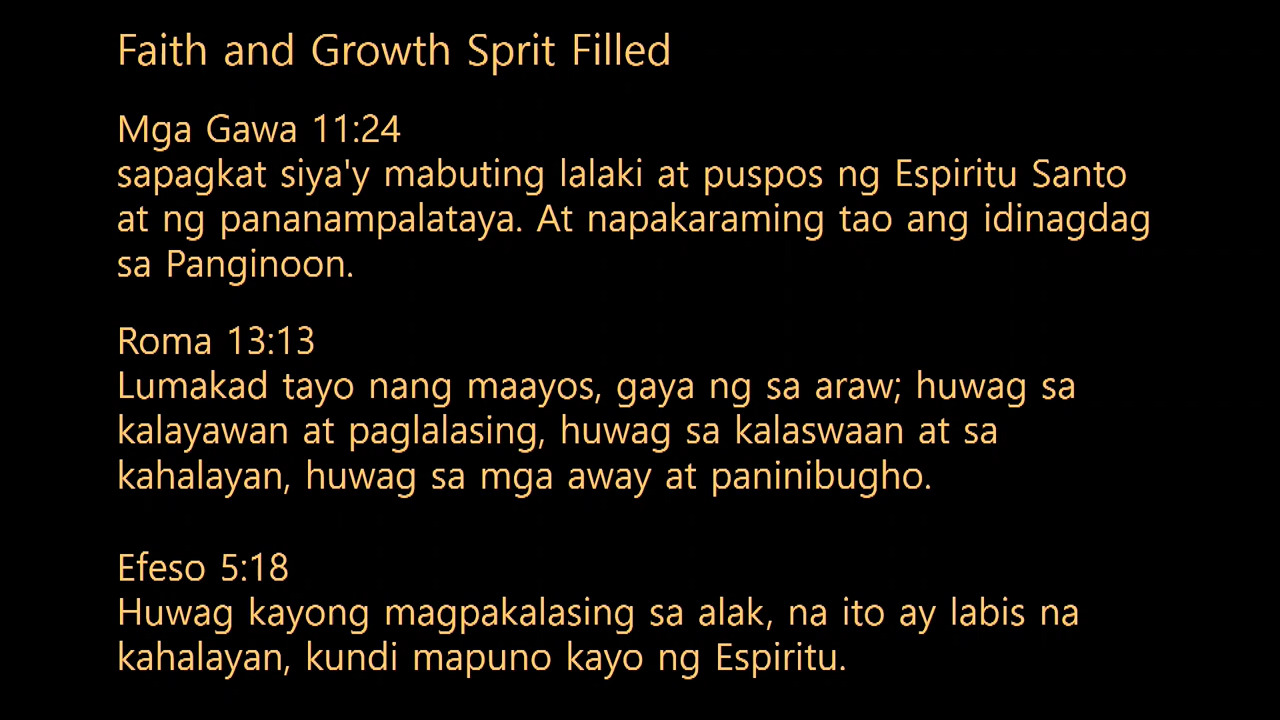 Faith and Growth Sprit Filled
Mga Gawa 11:24
sapagkat siya'y mabuting lalaki at puspos ng Espiritu Santo
at ng pananampalataya. At napakaraming tao ang idinagdag
sa Panginoon.
Roma 13:13
Lumakad tayo nang maayos, gaya ng sa araw; huwag sa
kalayawan at paglalasing, huwag sa kalaswaan at sa
kahalayan, huwag sa mga away at paninibugho.
Efeso 5:18
Huwag kayong magpakalasing sa alak, na ito ay labis na
kahalayan, kundi mapuno kayo ng Espiritu.